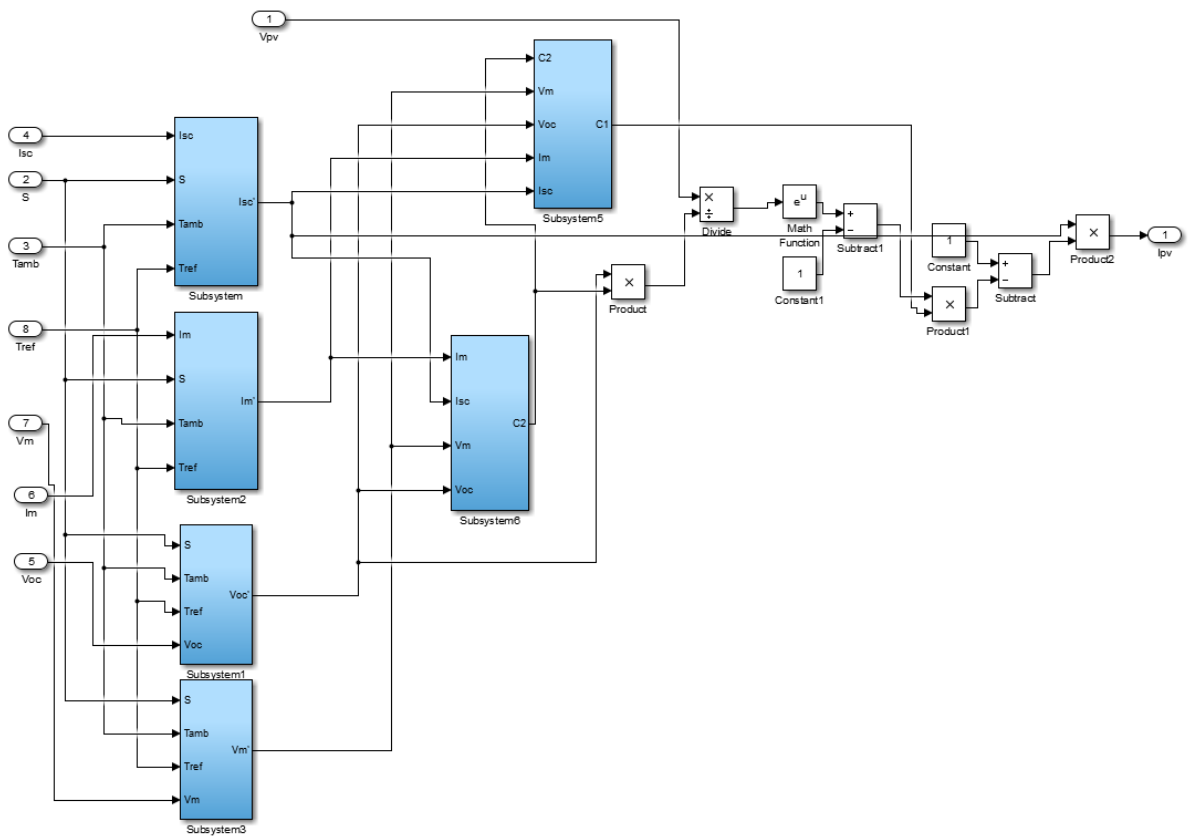 1
Vpv
4
Isc
2
S
3
Tamb
8
Tref
7
Vm
6
Im
5
Voc
Isc
S
Tamb
Tref
Isc'
Subsystem
Im
S
Tamb
Tref
Im'
Subsystem2
S
Tamb
Tref
Voc
Voc'
Subsystem1
S
Tamb
Tref
Vm
Vm'
Subsystem3
C2
Vm
Voc
Im
Isc
C1
Subsystem5
Im
Isc
Vm
Voc
C2
Subsystem6
×
Product
×
÷
Divide
e^u
Math
Function
1
Constant1
+
−
Subtract1
1
Constant
×
Product1
+
−
Subtract
×
Product2
1
Ipv